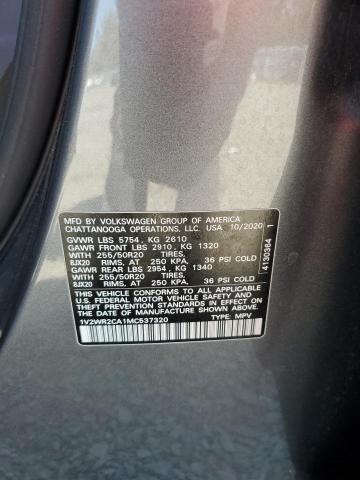 MFD. BY VOLKSWAGEN GROUP OF AMERICA
CHATTANOOGA OPERATIONS, LLC. USA 10/2020
GVWR LBS 5754, KG 2610
GAWR FRONT LBS 2910, KG 1320
WITH 255/50R20 TIRES,
8JX20 RIMS, AT 250 KPA, 36 PSI COLD
GAWR REAR LBS 2954, KG 1340
WITH 255/50R20 TIRES,
8JX20 RIMS, AT 250 KPA, 36 PSI COLD
THIS VEHICLE CONFORMS TO ALL APPLICABLE
U.S. FEDERAL MOTOR VEHICLE SAFETY AND
THEFT PREVENTION STANDARDS IN EFFECT ON
THE DATE OF MANUFACTURE SHOWN ABOVE.
1V2WR2CA1MC537320 TYPE: MPV
4130364 1